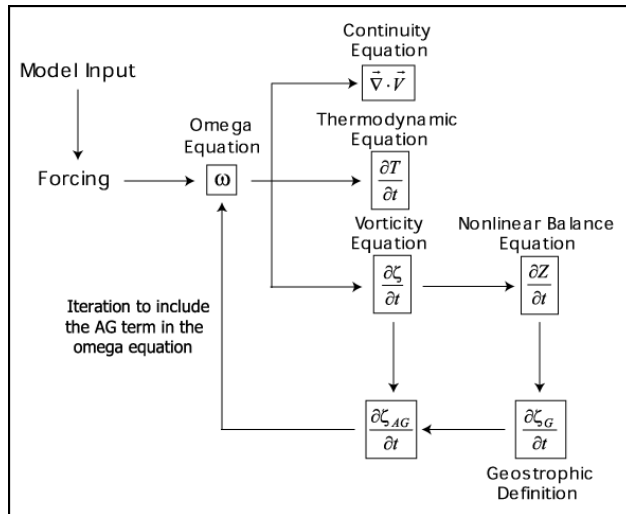 Continuity
Equation
∇⃗ · V⃗
Model Input
Omega
Equation
Thermodynamic
Equation
Forcing
ω
∂T
∂t
Vorticity
Equation
Nonlinear Balance
Equation
∂ζ
∂t
∂Z
∂t
Iteration to include
the AG term in the
omega equation
∂ζ_AG
∂t
∂ζ_G
∂t
Geostrophic
Definition